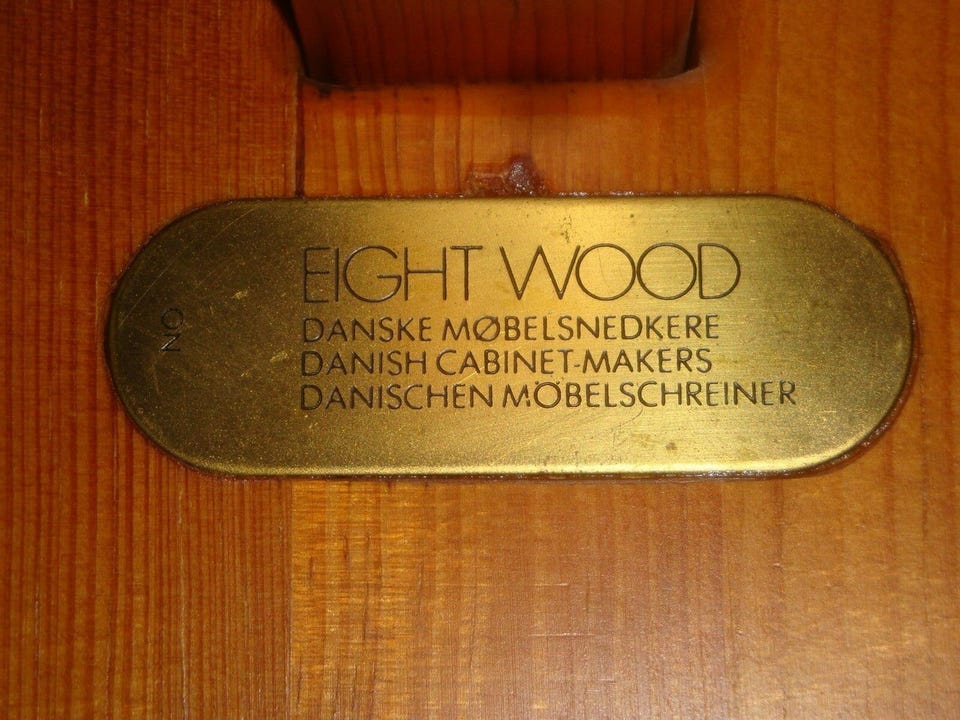 EIGHT WOOD
DANSKE MØBELSNEDKERE
DANISH CABINET-MAKERS
DANISCHEN MÖBELSCHREINER
NO